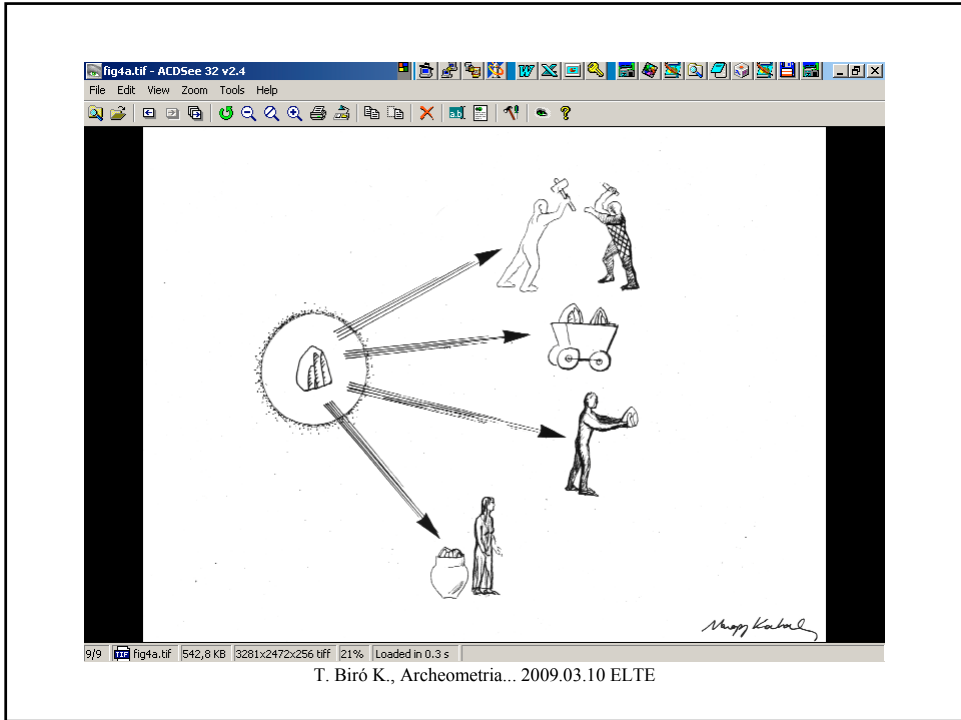 fig4a.tif - ACDSee 32 v2.4
File Edit View Zoom Tools Help
9/9 fig4a.tif 542,8 KB 3281x2472x256 tiff 21% Loaded in 0.3 s
T. Biró K., Archeometria... 2009.03.10 ELTE